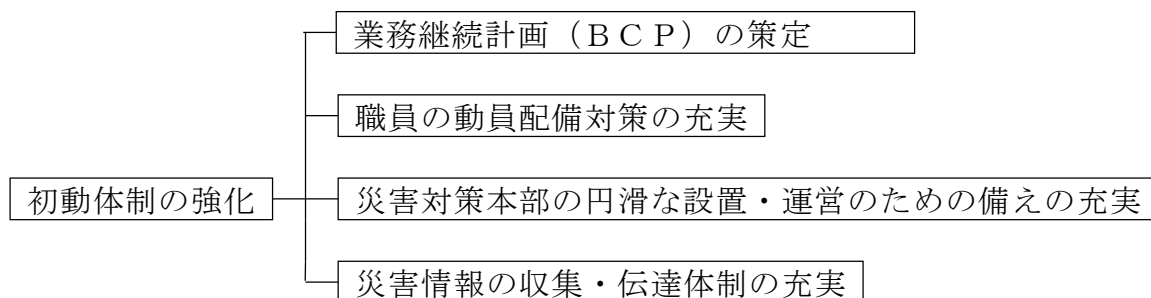 業務継続計画（ＢＣＰ）の策定
職員の動員配備対策の充実
初動体制の強化
災害対策本部の円滑な設置・運営のための備えの充実
災害情報の収集・伝達体制の充実